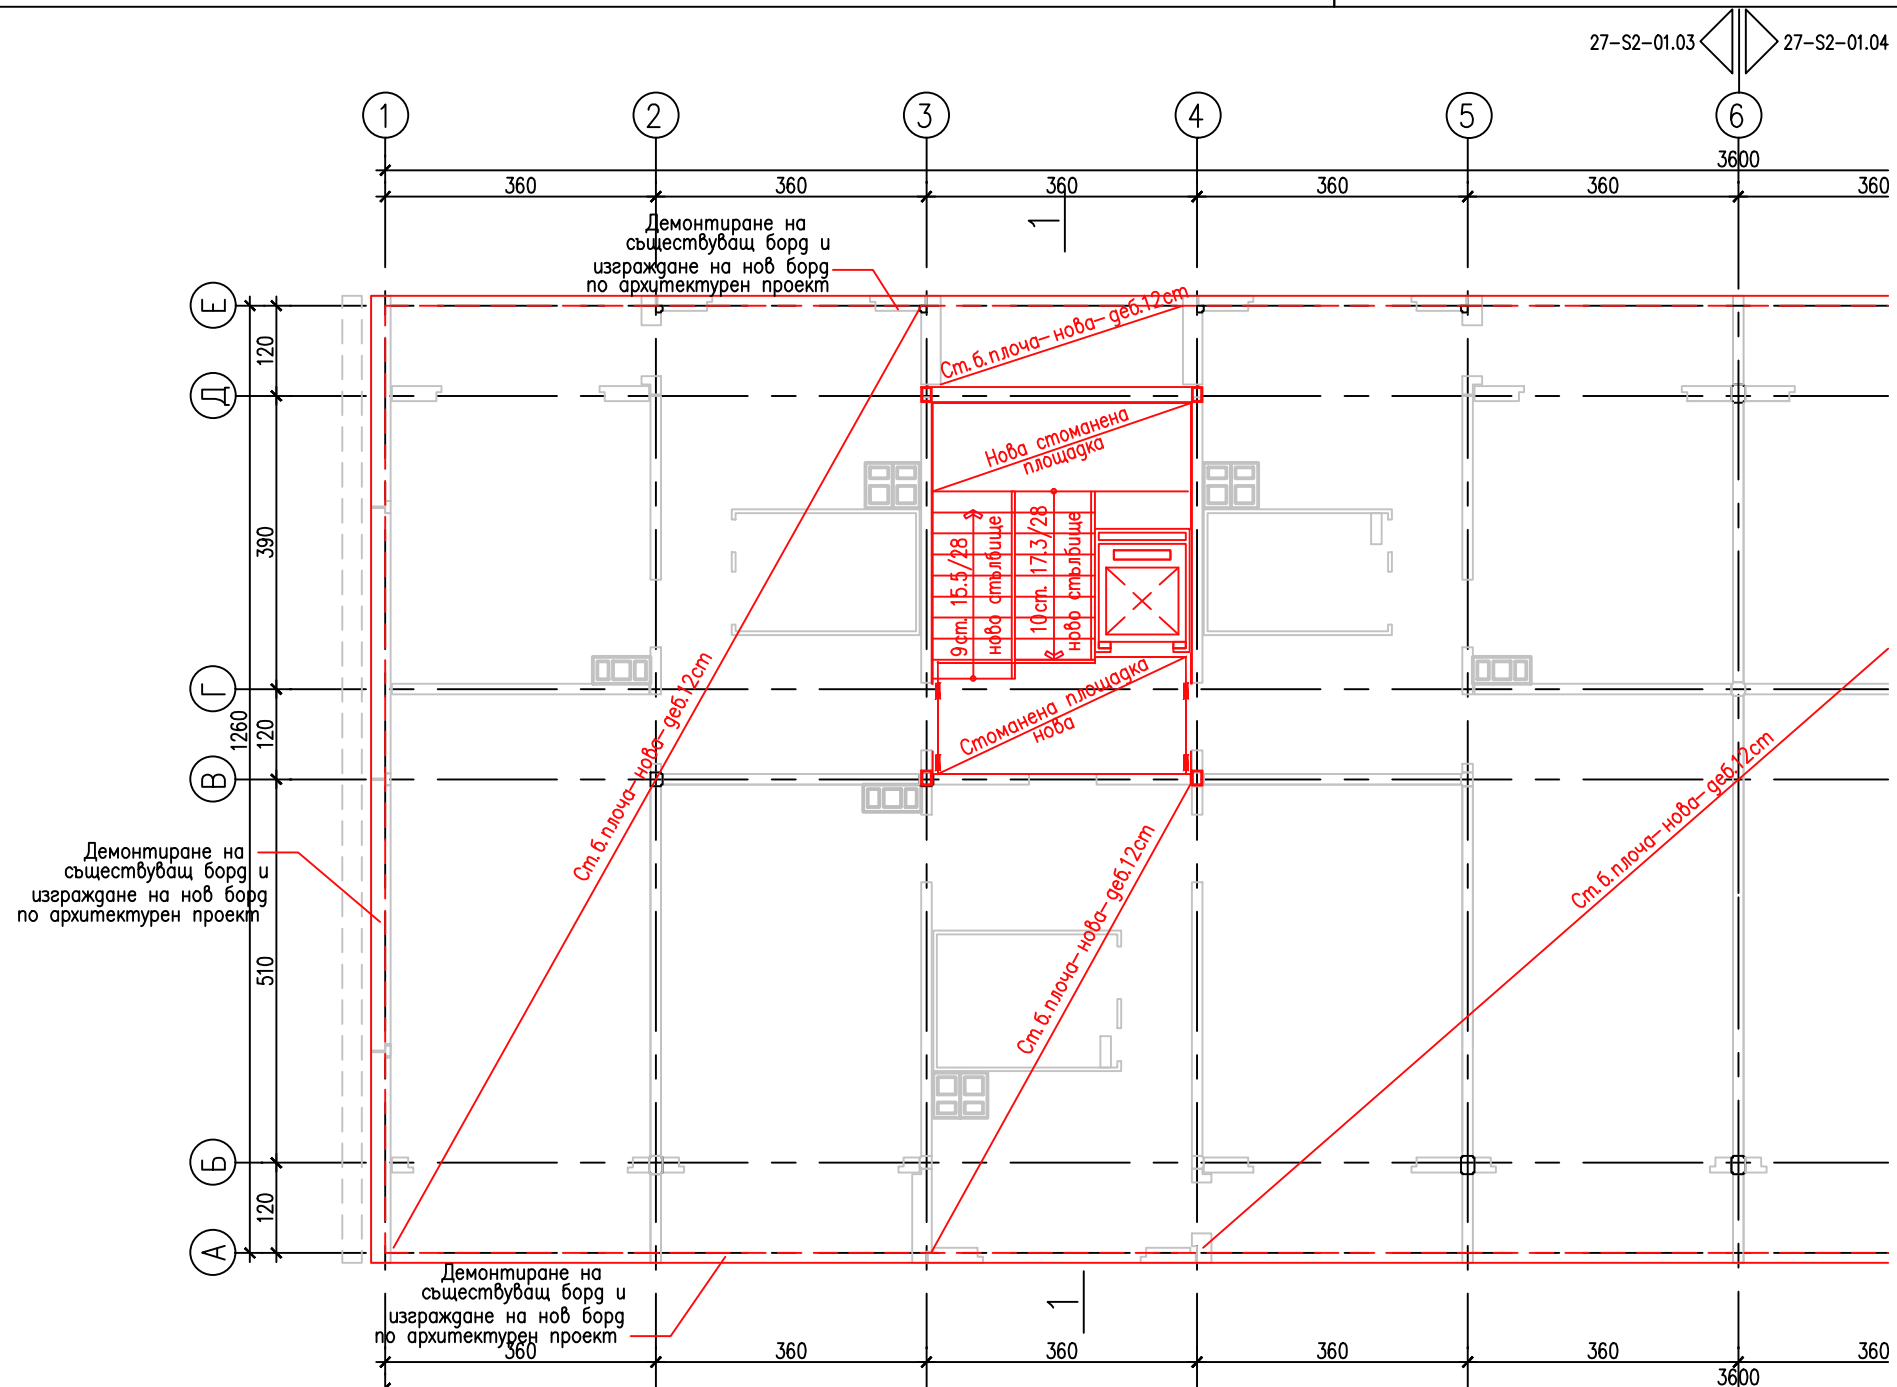 27-S2-01.03
27-S2-01.04
1
2
3
4
5
6
3600
360
360
360
360
360
360
1
Демонтиране на
съществуващ борд и
изграждане на нов борд
по архитектурен проект
Е
Д
Г
В
Б
А
120
390
120
1260
510
120
Ст.б.плоча-нова-деб.12cm
Нова стоманена
площадка
9ст. 15.5/28
ново стълбище
10ст. 17.3/28
ново стълбище
Стоманена площадка
нова
Ст.б.плоча-нова-деб.12cm
Ст.б.плоча-нова-деб.12cm
Ст.б.плоча-нова-деб.12cm
Демонтиране на
съществуващ борд и
изграждане на нов борд
по архитектурен проект
Демонтиране на
съществуващ борд и
изграждане на нов борд
по архитектурен проект
1
360
360
360
360
360
360
3600